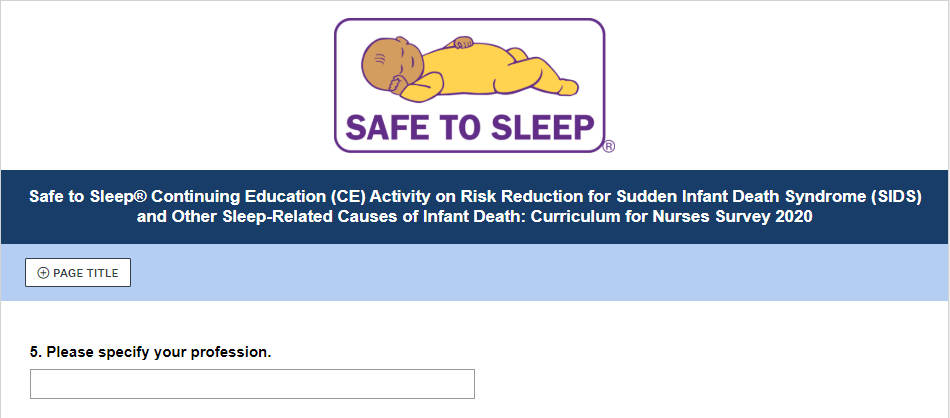 SAFE TO SLEEP®
Safe to Sleep® Continuing Education (CE) Activity on Risk Reduction for Sudden Infant Death Syndrome (SIDS)
and Other Sleep-Related Causes of Infant Death: Curriculum for Nurses Survey 2020
PAGE TITLE
5. Please specify your profession.